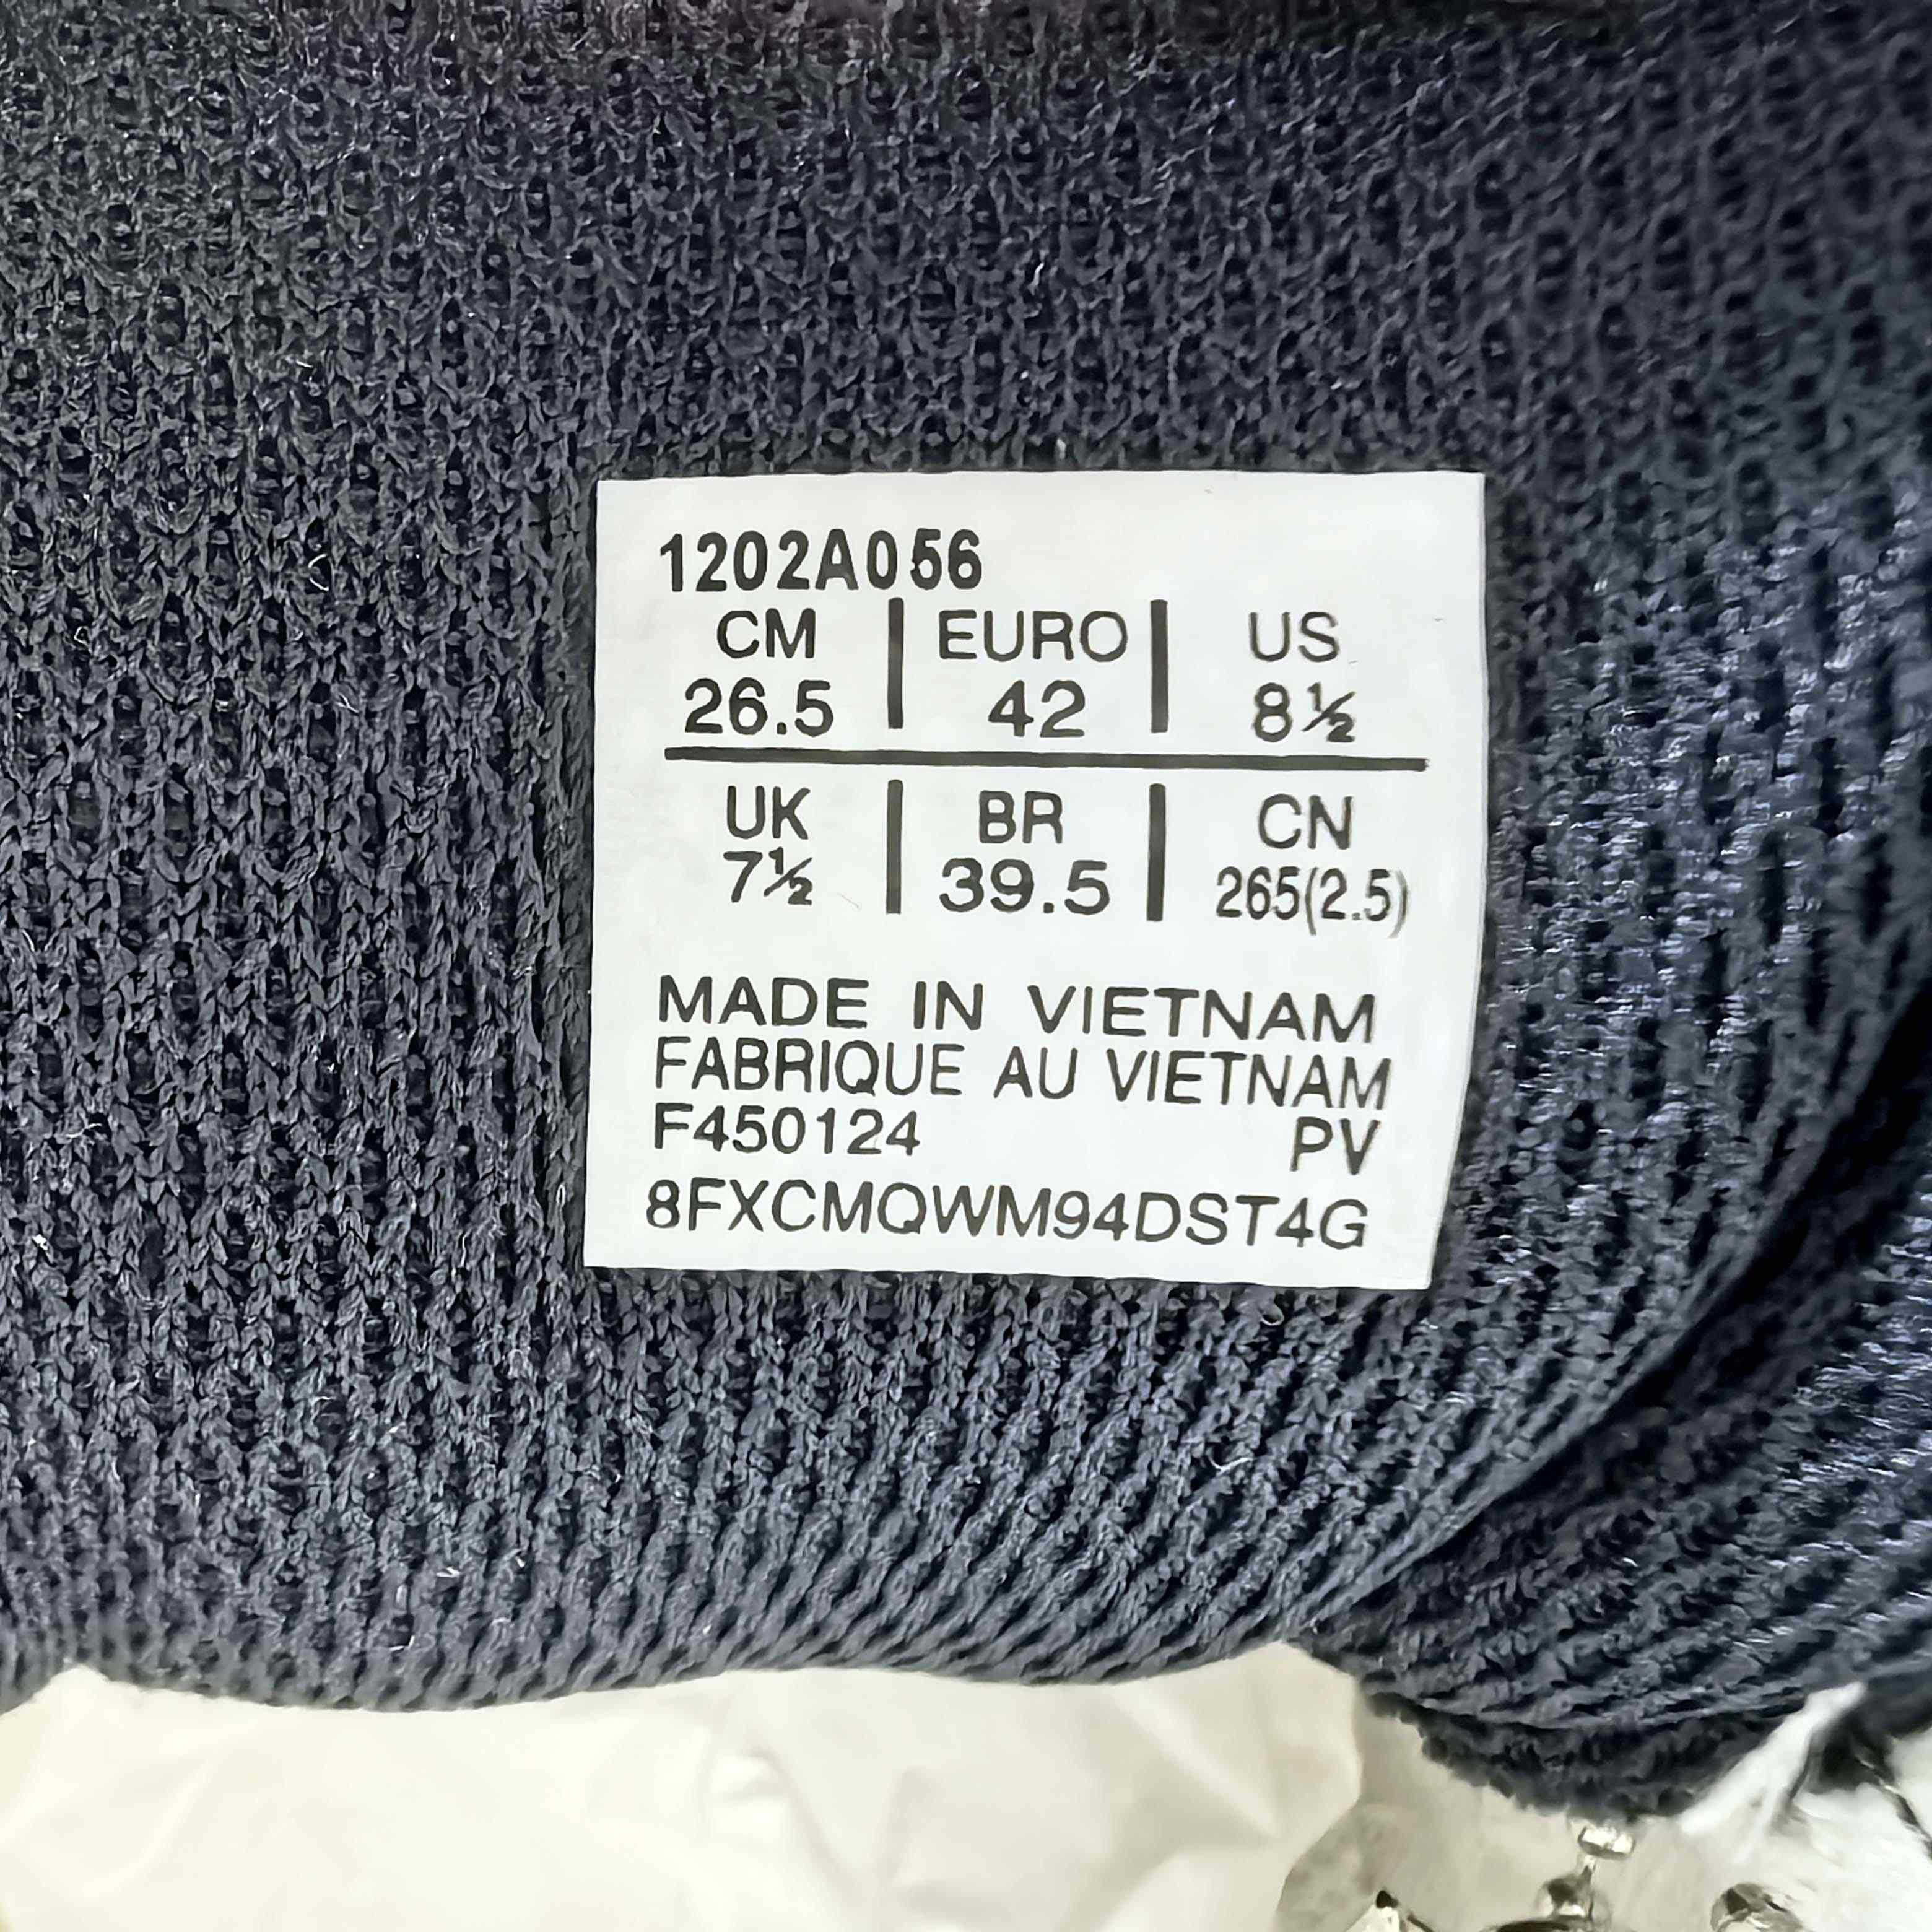 1202A056
CM | EURO | US
26.5 | 42 | 8½
UK | BR | CN
7½ | 39.5 | 265(2.5)
MADE IN VIETNAM
FABRIQUE AU VIETNAM
F450124 PV
8FXCMQWM94DST4G